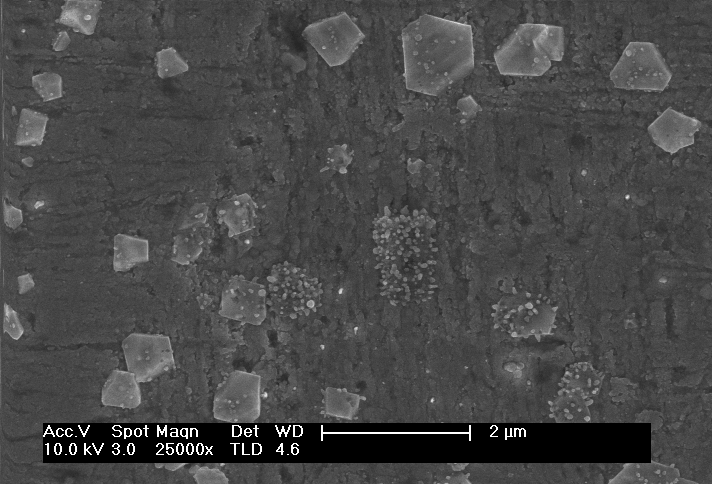 Acc.V Spot Magn Det WD 2 µm
10.0 kV 3.0 25000x TLD 4.6